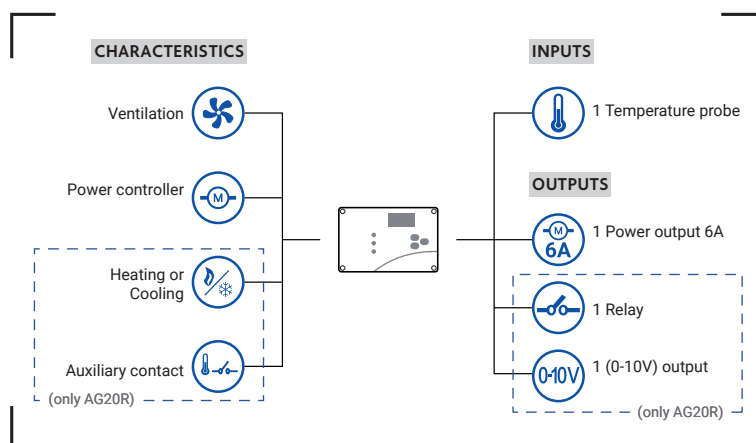 CHARACTERISTICS
Ventilation
M
Power controller
Heating or
Cooling
Auxiliary contact
(only AG20R)
INPUTS
1 Temperature probe
OUTPUTS
M
6A
1 Power output 6A
1 Relay
0-10V
1 (0-10V) output
(only AG20R)